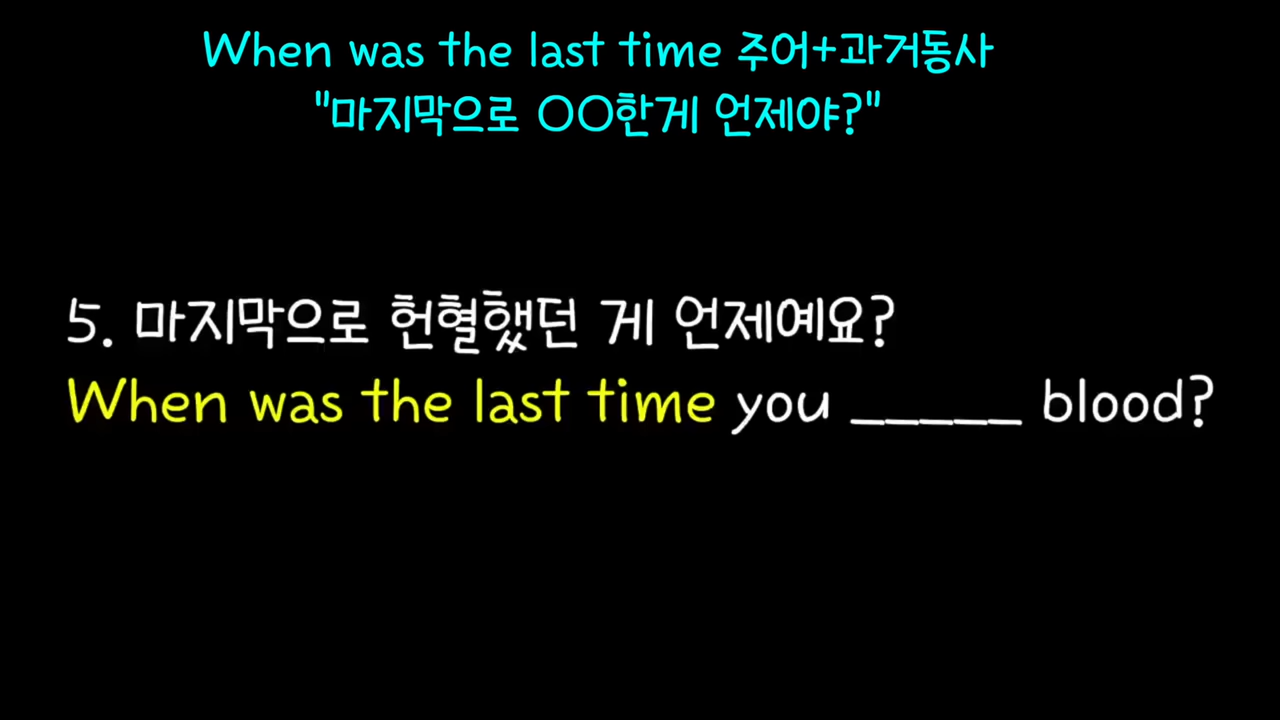 When was the last time 주어+과거동사
"마지막으로 OO한게 언제야?"
5. 마지막으로 헌혈했던 게 언제예요?
When was the last time you _____ blood?